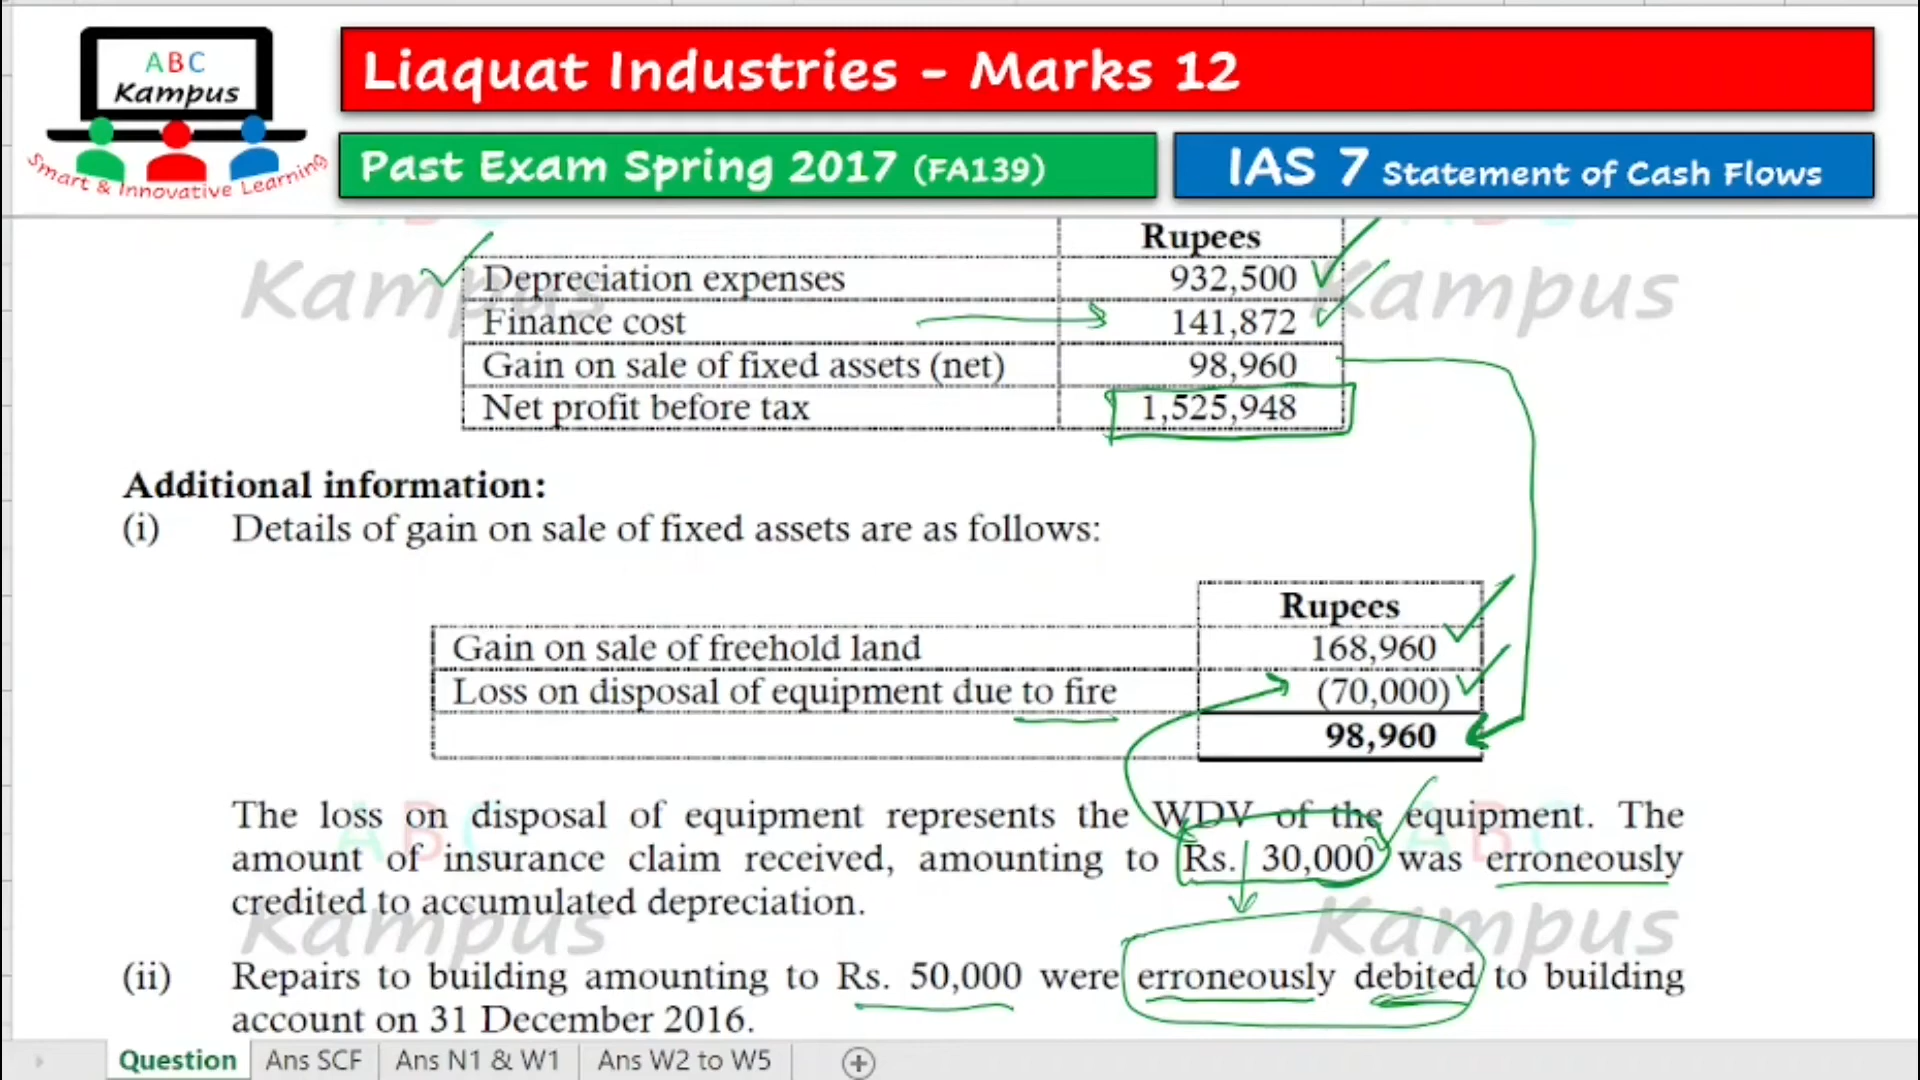 ABC
Kampus
Smart & Innovative Learning
Liaquat Industries - Marks 12
Past Exam Spring 2017 (FA139)
IAS 7 Statement of Cash Flows
Rupees
Depreciation expenses 932,500
Finance cost 141,872
Gain on sale of fixed assets (net) 98,960
Net profit before tax 1,525,948
Kampus Kampus
Additional information:
(i) Details of gain on sale of fixed assets are as follows:
Rupees
Gain on sale of freehold land 168,960
Loss on disposal of equipment due to fire (70,000)
98,960
ABC ABC
The loss on disposal of equipment represents the WDV of the equipment. The
amount of insurance claim received, amounting to Rs. 30,000 was erroneously
credited to accumulated depreciation.
Kampus Kampus
(ii) Repairs to building amounting to Rs. 50,000 were erroneously debited to building
account on 31 December 2016.
Question Ans SCF Ans N1 & W1 Ans W2 to W5